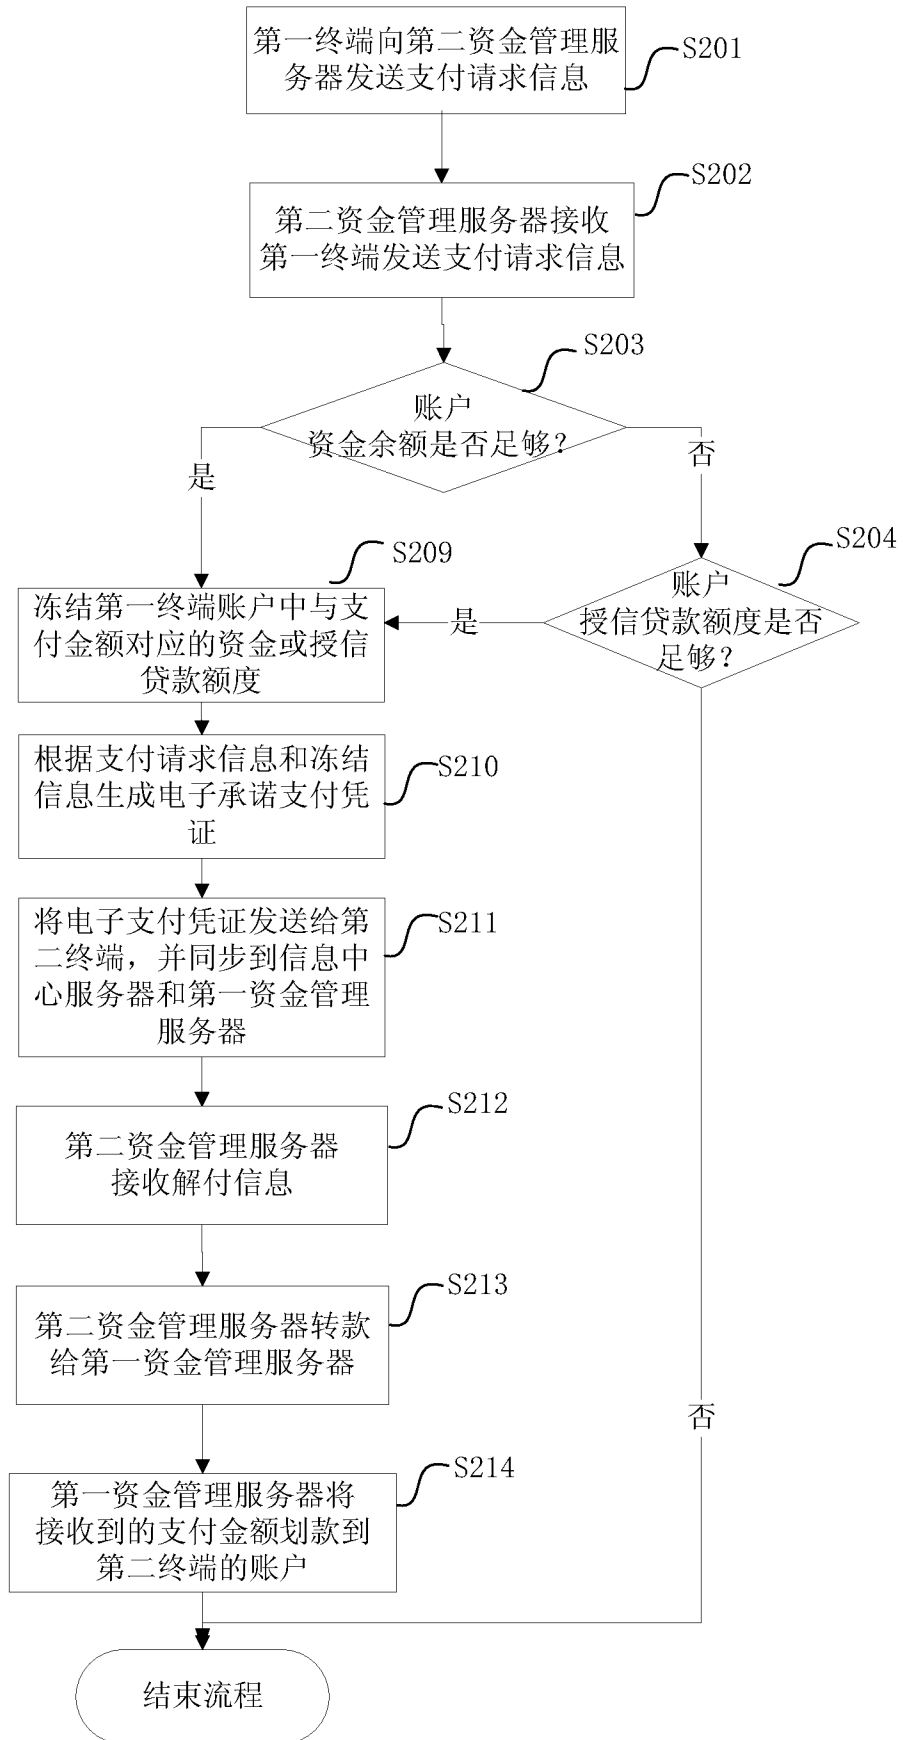 第一终端向第二资金管理服
务器发送支付请求信息
S201
S202
第二资金管理服务器接收
第一终端发送支付请求信息
S203
账户
资金余额是否足够?
是
否
S204
账户
授信贷款额度是否
足够?
是
S209
冻结第一终端账户中与支
付金额对应的资金或授信
贷款额度
根据支付请求信息和冻结
信息生成电子承诺支付凭
证
S210
将电子支付凭证发送给第
二终端，并同步到信息中
心服务器和第一资金管理
服务器
S211
S212
第二资金管理服务器
接收解付信息
S213
第二资金管理服务器转款
给第一资金管理服务器
否
S214
第一资金管理服务器将
接收到的支付金额划款到
第二终端的账户
结束流程